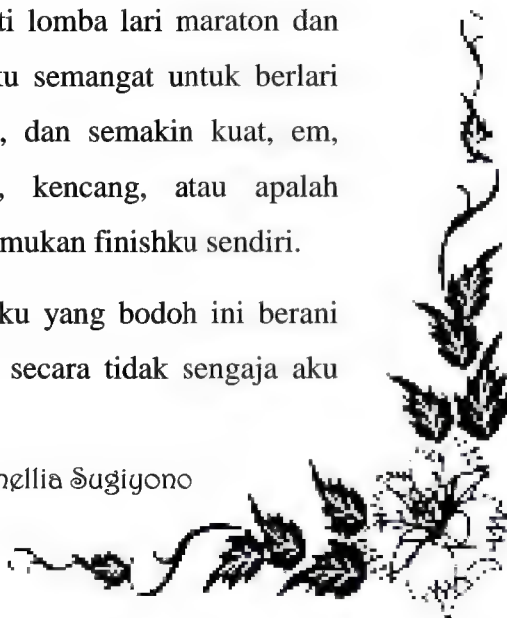 ti lomba lari maraton dan
ku semangat untuk berlari
, dan semakin kuat, em,
, kencang, atau apalah
mukan finishku sendiri.
ku yang bodoh ini berani
secara tidak sengaja aku
nellia Sugiyono